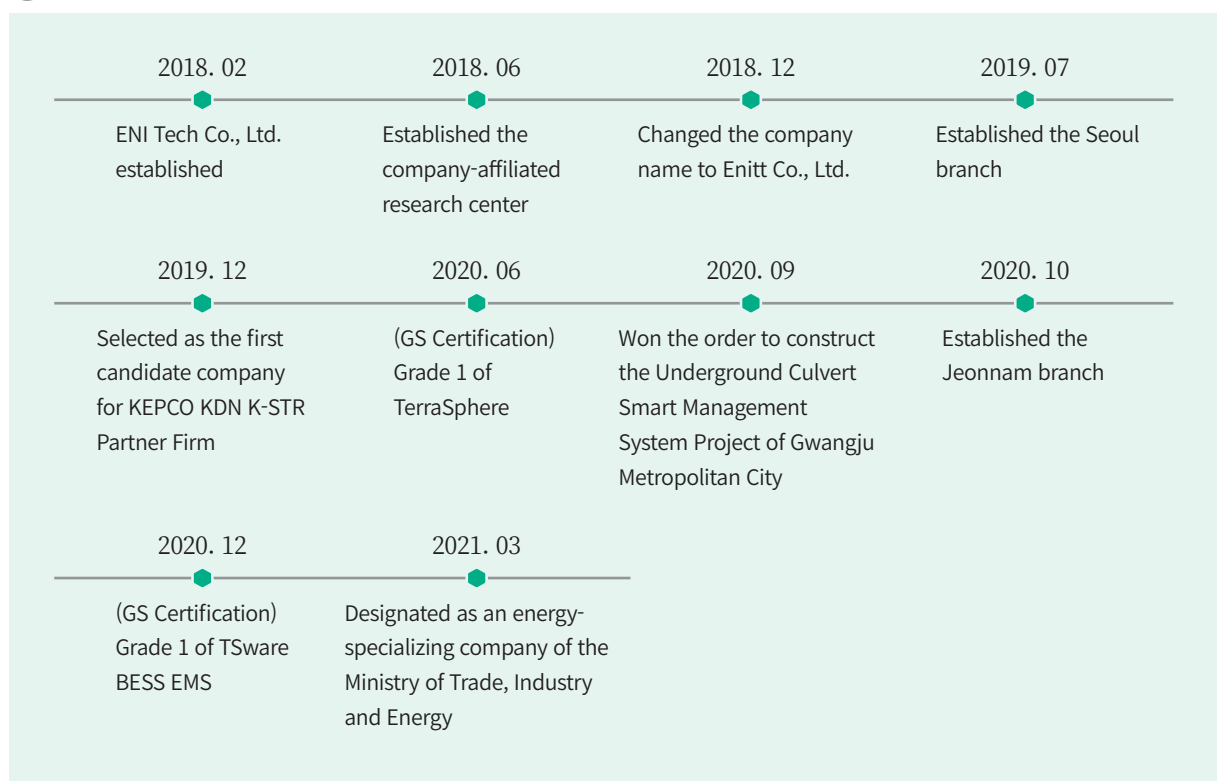 2018. 02
2018. 06
2018. 12
2019. 07
ENI Tech Co., Ltd.
established
Established the
company-affiliated
research center
Changed the company
name to Enitt Co., Ltd.
Established the Seoul
branch
2019. 12
2020. 06
2020. 09
2020. 10
Selected as the first
candidate company
for KEPCO KDN K-STR
Partner Firm
(GS Certification)
Grade 1 of
TerraSphere
Won the order to construct
the Underground Culvert
Smart Management
System Project of Gwangju
Metropolitan City
Established the
Jeonnam branch
2020. 12
2021. 03
(GS Certification)
Grade 1 of TSware
BESS EMS
Designated as an energy-
specializing company of the
Ministry of Trade, Industry
and Energy